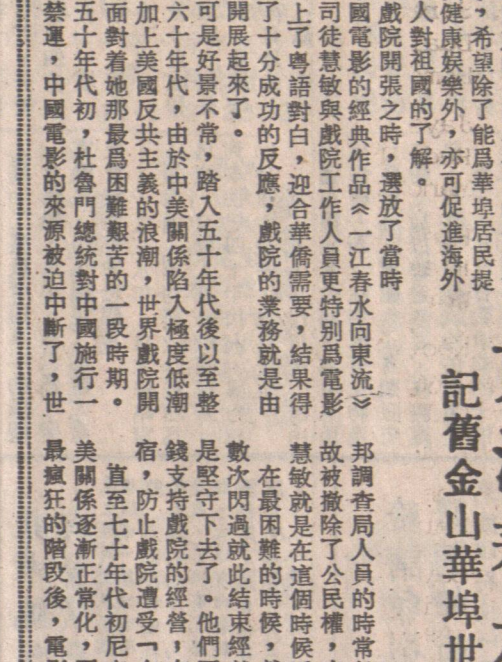 ，希望除了能爲華埠居民提
健康娛樂外，亦可促進海外
人對祖國的了解。
戲院開張之時，選放了當時
國電影的經典作品《一江春水向東流》
司徒慧敏與戲院工作人員更特別爲電影
上了粤語對白，迎合華僑需要，結果得
了十分成功的反應，戲院的業務就是由
開展起來了。
可是好景不常，踏入五十年代後以至整
六十年代，由於中美關係陷入極度低潮
加上美國反共主義的浪潮，世界戲院開
面對着她那最爲困難艱苦的一段時期。
五十年代初，杜魯門總統對中國施行一
禁運，中國電影的來源被迫中斷了，世
記舊金山華埠世
邦調查局人員的時常
故被撤除了公民權，
慧敏就是在這個時候
在最困難的時候，
數次閃過就此結束經
是堅守下去了。他們
錢支持戲院的經營，
宿，防止戲院遭受「
直至七十年代初尼
美關係逐漸正常化，
最瘋狂的階段後，電影